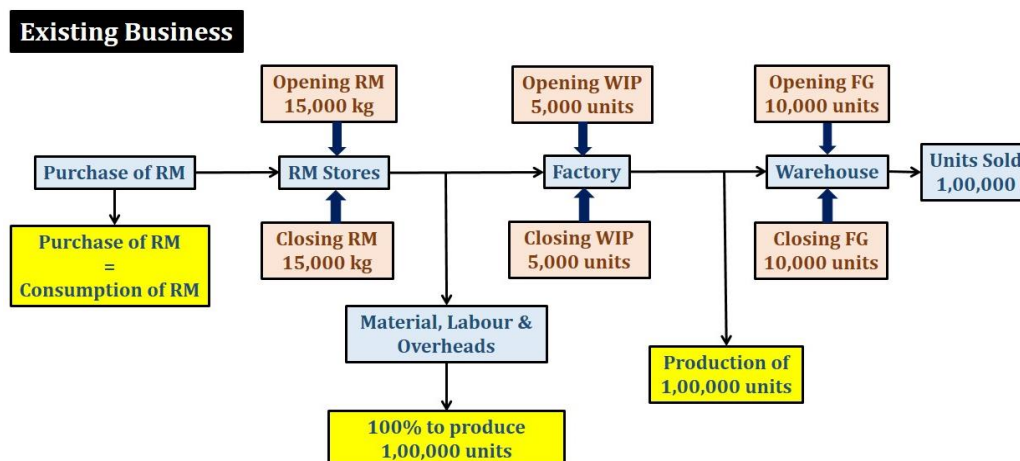 Existing Business
Opening RM
15,000 kg
Opening WIP
5,000 units
Opening FG
10,000 units
Purchase of RM
RM Stores
Factory
Warehouse
Units Sold
1,00,000
Purchase of RM
=
Consumption of RM
Closing RM
15,000 kg
Closing WIP
5,000 units
Closing FG
10,000 units
Material, Labour &
Overheads
Production of
1,00,000 units
100% to produce
1,00,000 units